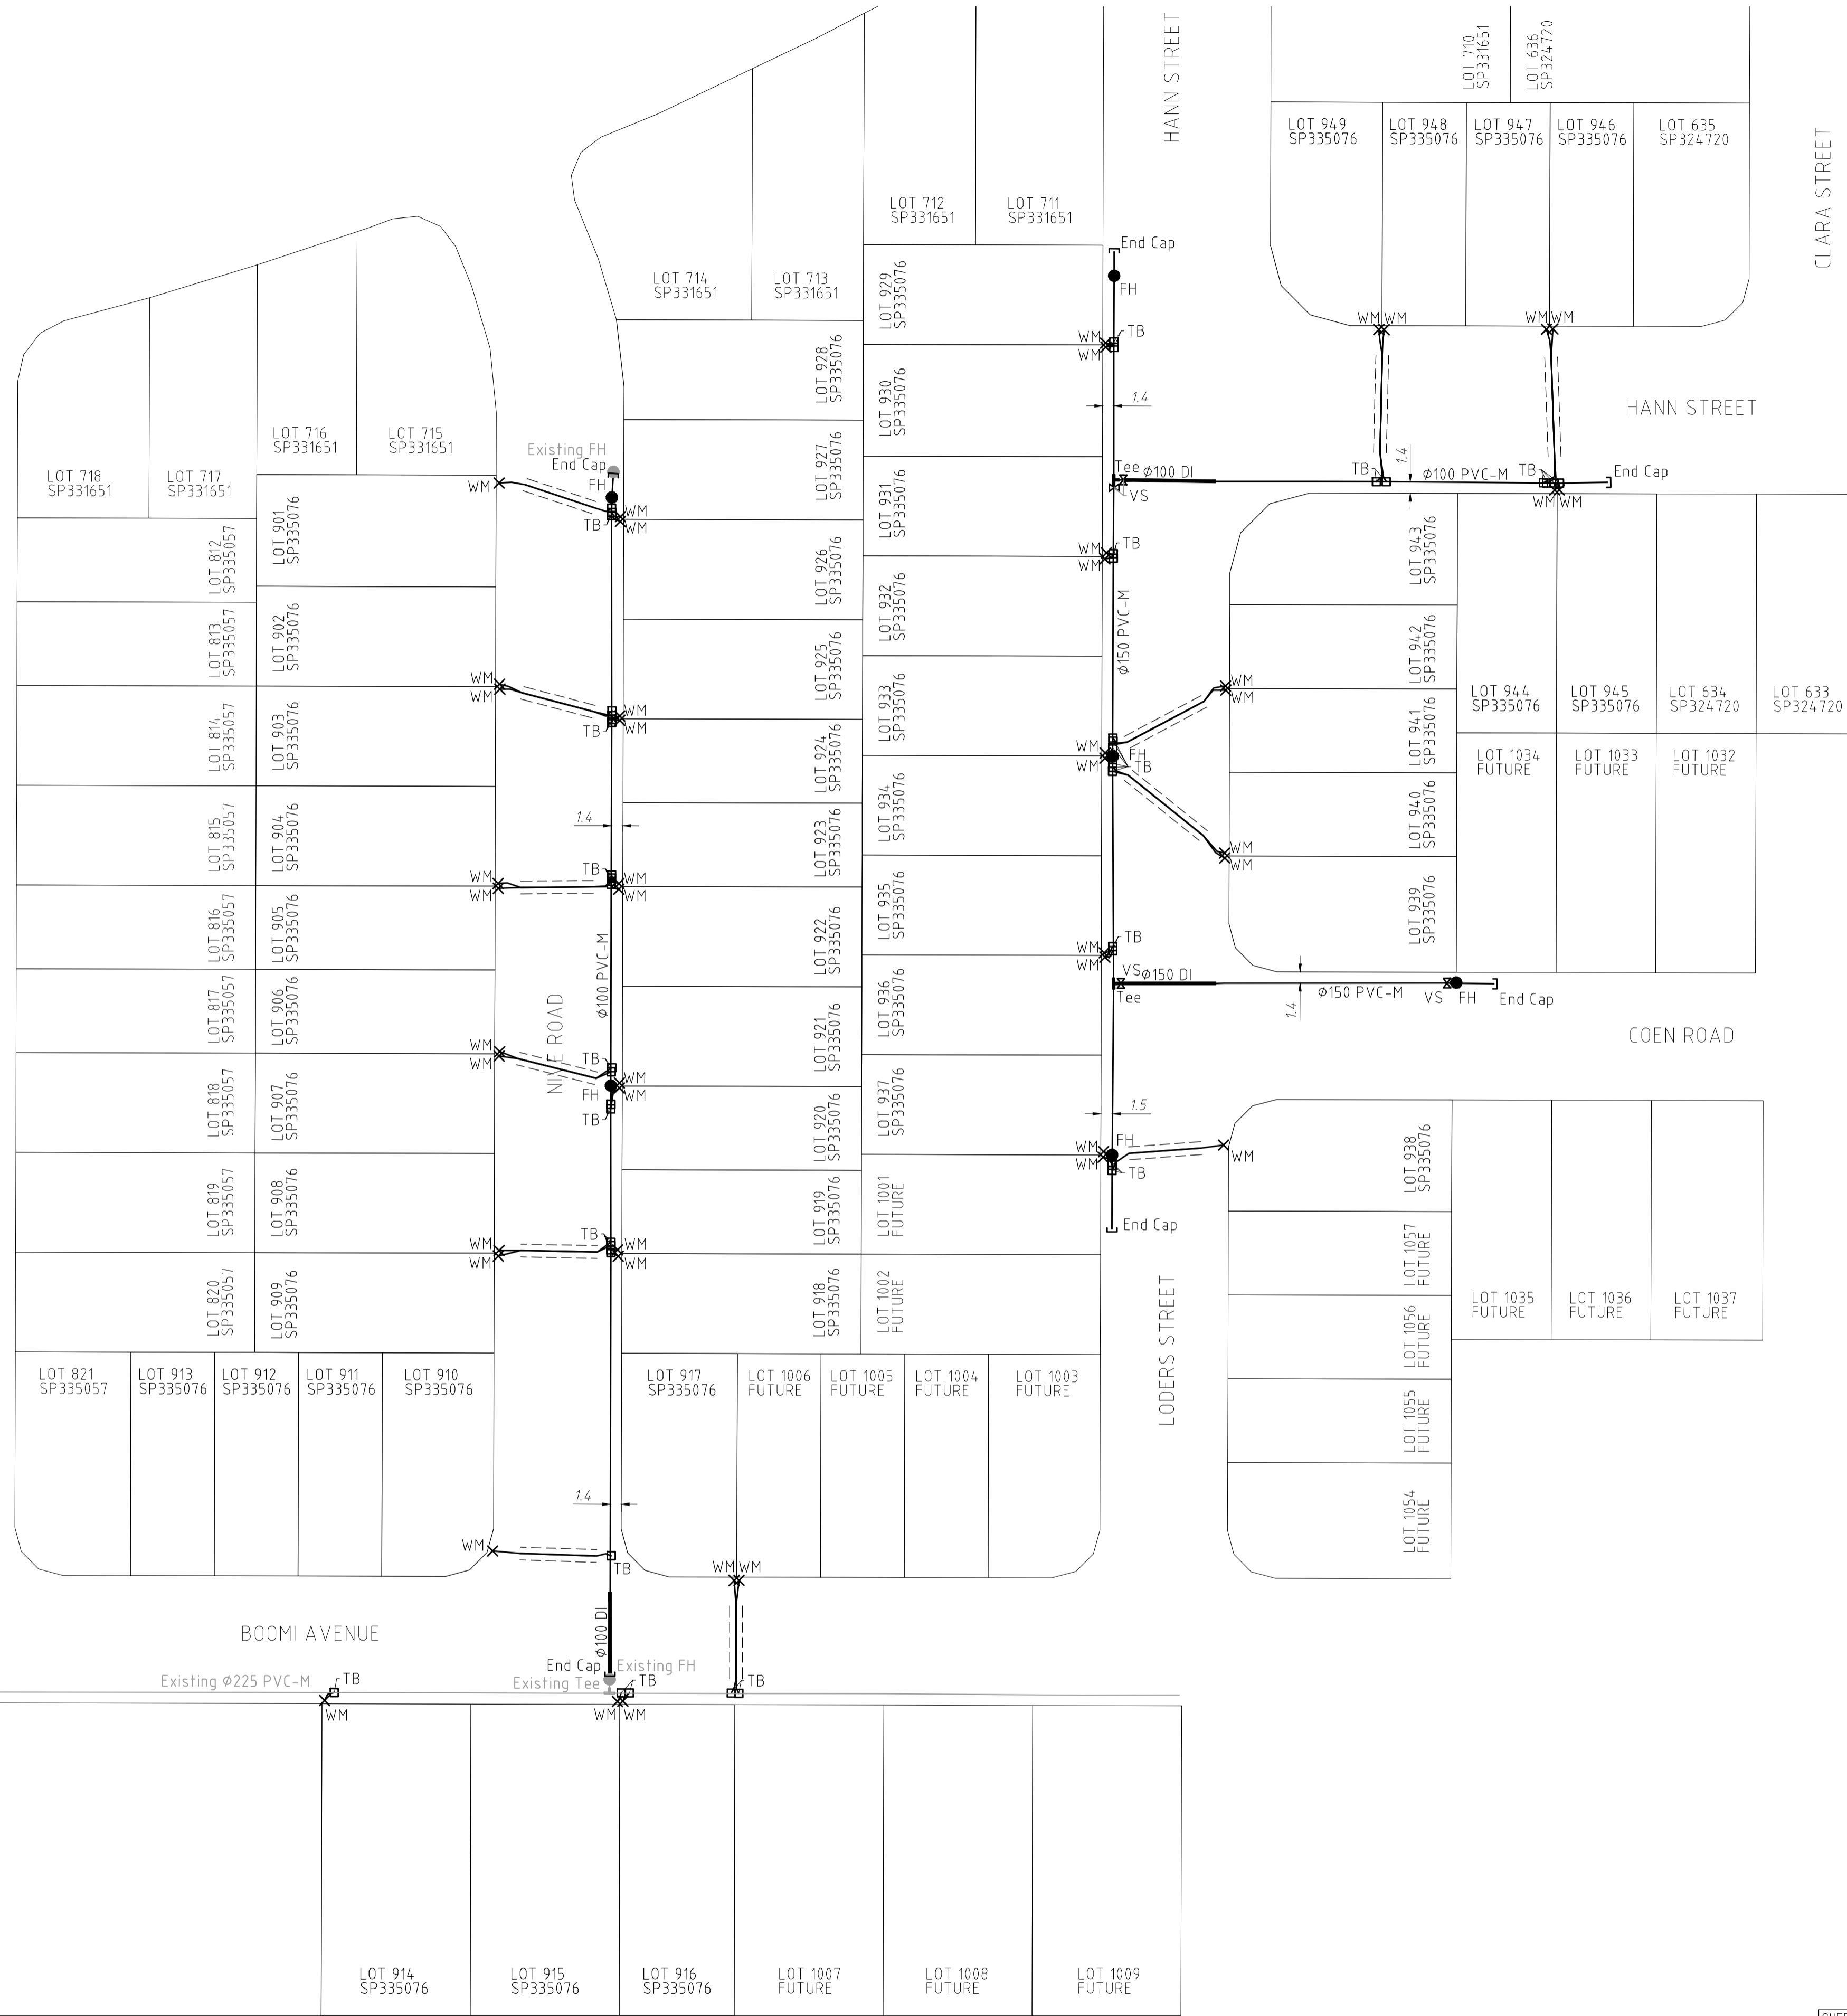 HANN STREET
LOT 710
SP331651
LOT 636
SP324720
CLARA STREET
LOT 949
SP335076
LOT 948
SP335076
LOT 947
SP335076
LOT 946
SP335076
LOT 635
SP324720
LOT 712
SP331651
LOT 711
SP331651
LOT 714
SP331651
LOT 713
SP331651
LOT 929
SP335076
End Cap
FH
WM
WM
TB
WM WM
WM WM
LOT 928
SP335076
LOT 930
SP335076
1.4
HANN STREET
LOT 718
SP331651
LOT 717
SP331651
LOT 716
SP331651
LOT 715
SP331651
Existing FH
End Cap
FH
WM
TB
WM
WM
LOT 927
SP335076
LOT 931
SP335076
Tee
Ø100 DI
VS
TB
1.4
Ø100 PVC-M
TB
End Cap
WM WM
LOT 812
SP335057
LOT 901
SP335076
LOT 926
SP335076
LOT 932
SP335076
WM
WM
TB
Ø150 PVC-M
LOT 943
SP335076
LOT 813
SP335057
LOT 902
SP335076
LOT 925
SP335076
LOT 942
SP335076
LOT 944
SP335076
LOT 945
SP335076
LOT 634
SP324720
LOT 633
SP324720
WM
WM
TB
WM
WM
WM
WM
LOT 814
SP335057
LOT 903
SP335076
LOT 924
SP335076
LOT 933
SP335076
WM
WM
FH
TB
LOT 941
SP335076
LOT 1034
FUTURE
LOT 1033
FUTURE
LOT 1032
FUTURE
LOT 815
SP335057
LOT 904
SP335076
1.4
LOT 923
SP335076
LOT 934
SP335076
LOT 940
SP335076
WM
WM
TB
WM
WM
WM
WM
LOT 816
SP335057
LOT 905
SP335076
Ø100 PVC-M
LOT 922
SP335076
LOT 935
SP335076
WM
WM
TB
LOT 939
SP335076
LOT 817
SP335057
LOT 906
SP335076
LOT 921
SP335076
LOT 936
SP335076
VS
Ø150 DI
Tee
Ø150 PVC-M
1.4
VS
FH
End Cap
COEN ROAD
WM
WM
TB
FH
TB
WM
WM
LOT 818
SP335057
LOT 907
SP335076
LOT 920
SP335076
LOT 937
SP335076
1.5
WM
WM
FH
TB
WM
LOT 938
SP335076
LOT 819
SP335057
LOT 908
SP335076
LOT 919
SP335076
LOT 1001
FUTURE
End Cap
WM
WM
TB
WM
WM
LOT 1057
FUTURE
LOT 820
SP335057
LOT 909
SP335076
LOT 918
SP335076
LOT 1002
FUTURE
LODERS STREET
LOT 1056
FUTURE
LOT 1035
FUTURE
LOT 1036
FUTURE
LOT 1037
FUTURE
LOT 821
SP335057
LOT 913
SP335076
LOT 912
SP335076
LOT 911
SP335076
LOT 910
SP335076
LOT 917
SP335076
LOT 1006
FUTURE
LOT 1005
FUTURE
LOT 1004
FUTURE
LOT 1003
FUTURE
LOT 1055
FUTURE
1.4
LOT 1054
FUTURE
WM
TB
WM WM
BOOMI AVENUE
Ø100 DI
Existing Ø225 PVC-M
TB
WM
End Cap
Existing FH
Existing Tee
TB
TB
WM WM
LOT 914
SP335076
LOT 915
SP335076
LOT 916
SP335076
LOT 1007
FUTURE
LOT 1008
FUTURE
LOT 1009
FUTURE